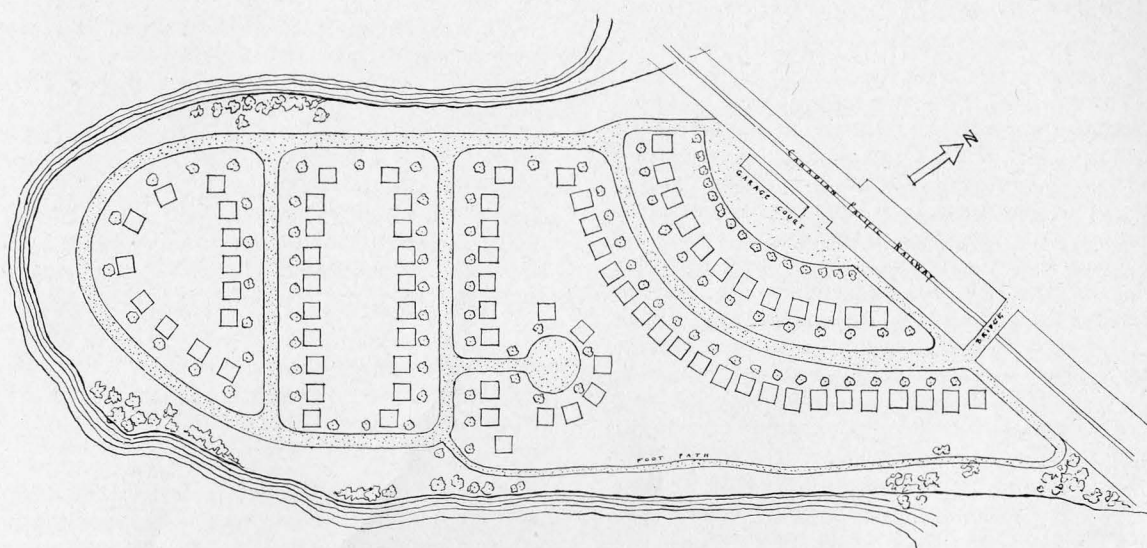 N
CANADIAN PACIFIC RAILWAY
GARAGE COURT
BRIDGE
FOOT PATH